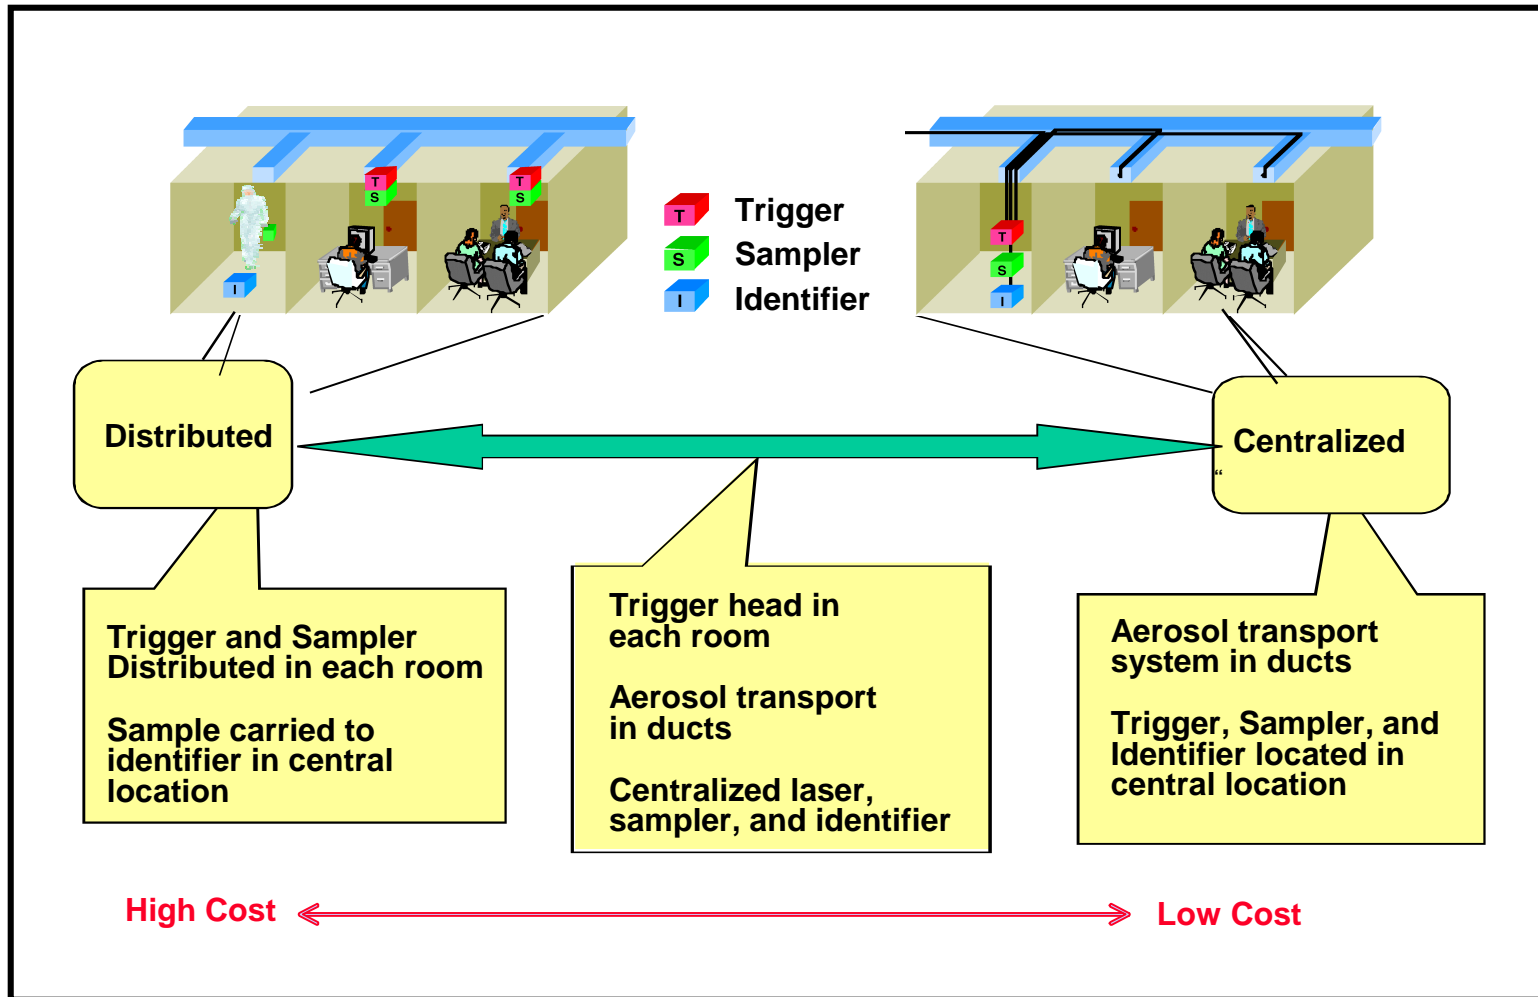 T
S
T
S
I
T Trigger
S Sampler
I Identifier
T
S
I
Distributed
Centralized
“
Trigger and Sampler
Distributed in each room
Sample carried to
identifier in central
location
Trigger head in
each room
Aerosol transport
in ducts
Centralized laser,
sampler, and identifier
Aerosol transport
system in ducts
Trigger, Sampler, and
Identifier located in
central location
High Cost
Low Cost